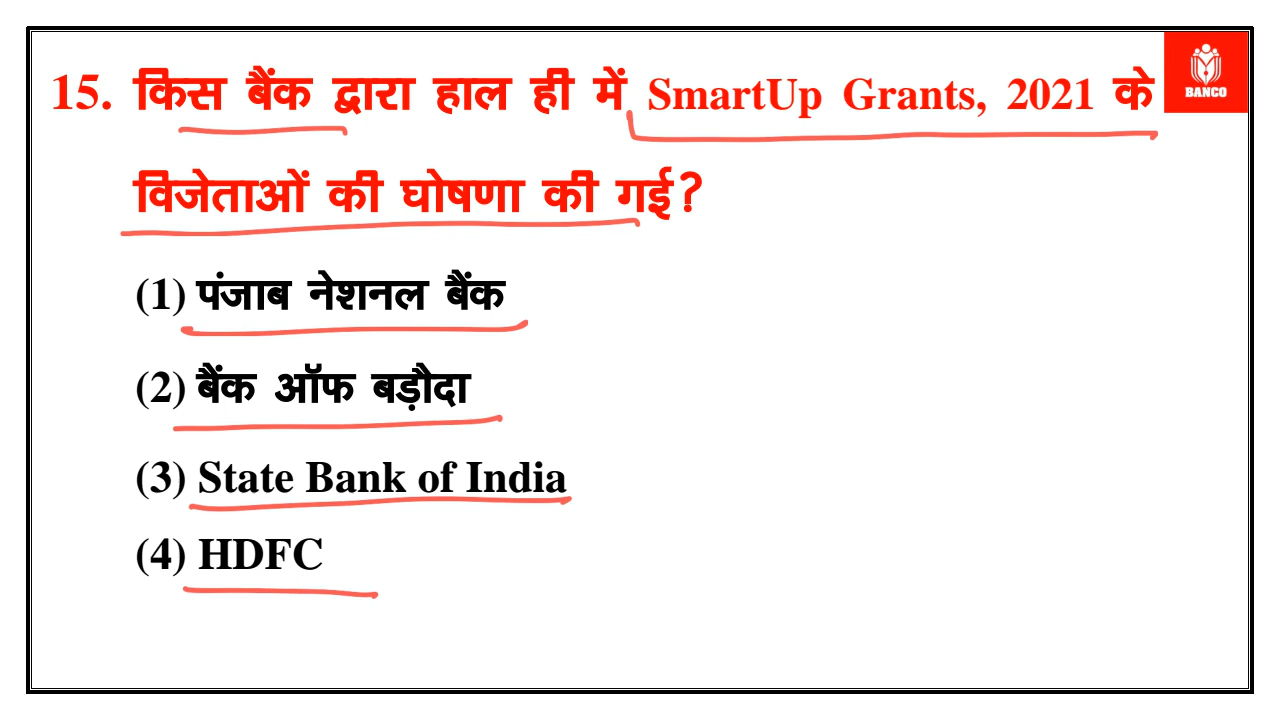 15. किस बैंक द्वारा हाल ही में SmartUp Grants, 2021 के
BANCO
विजेताओं की घोषणा की गई?
(1) पंजाब नेशनल बैंक
(2) बैंक ऑफ बड़ौदा
(3) State Bank of India
(4) HDFC